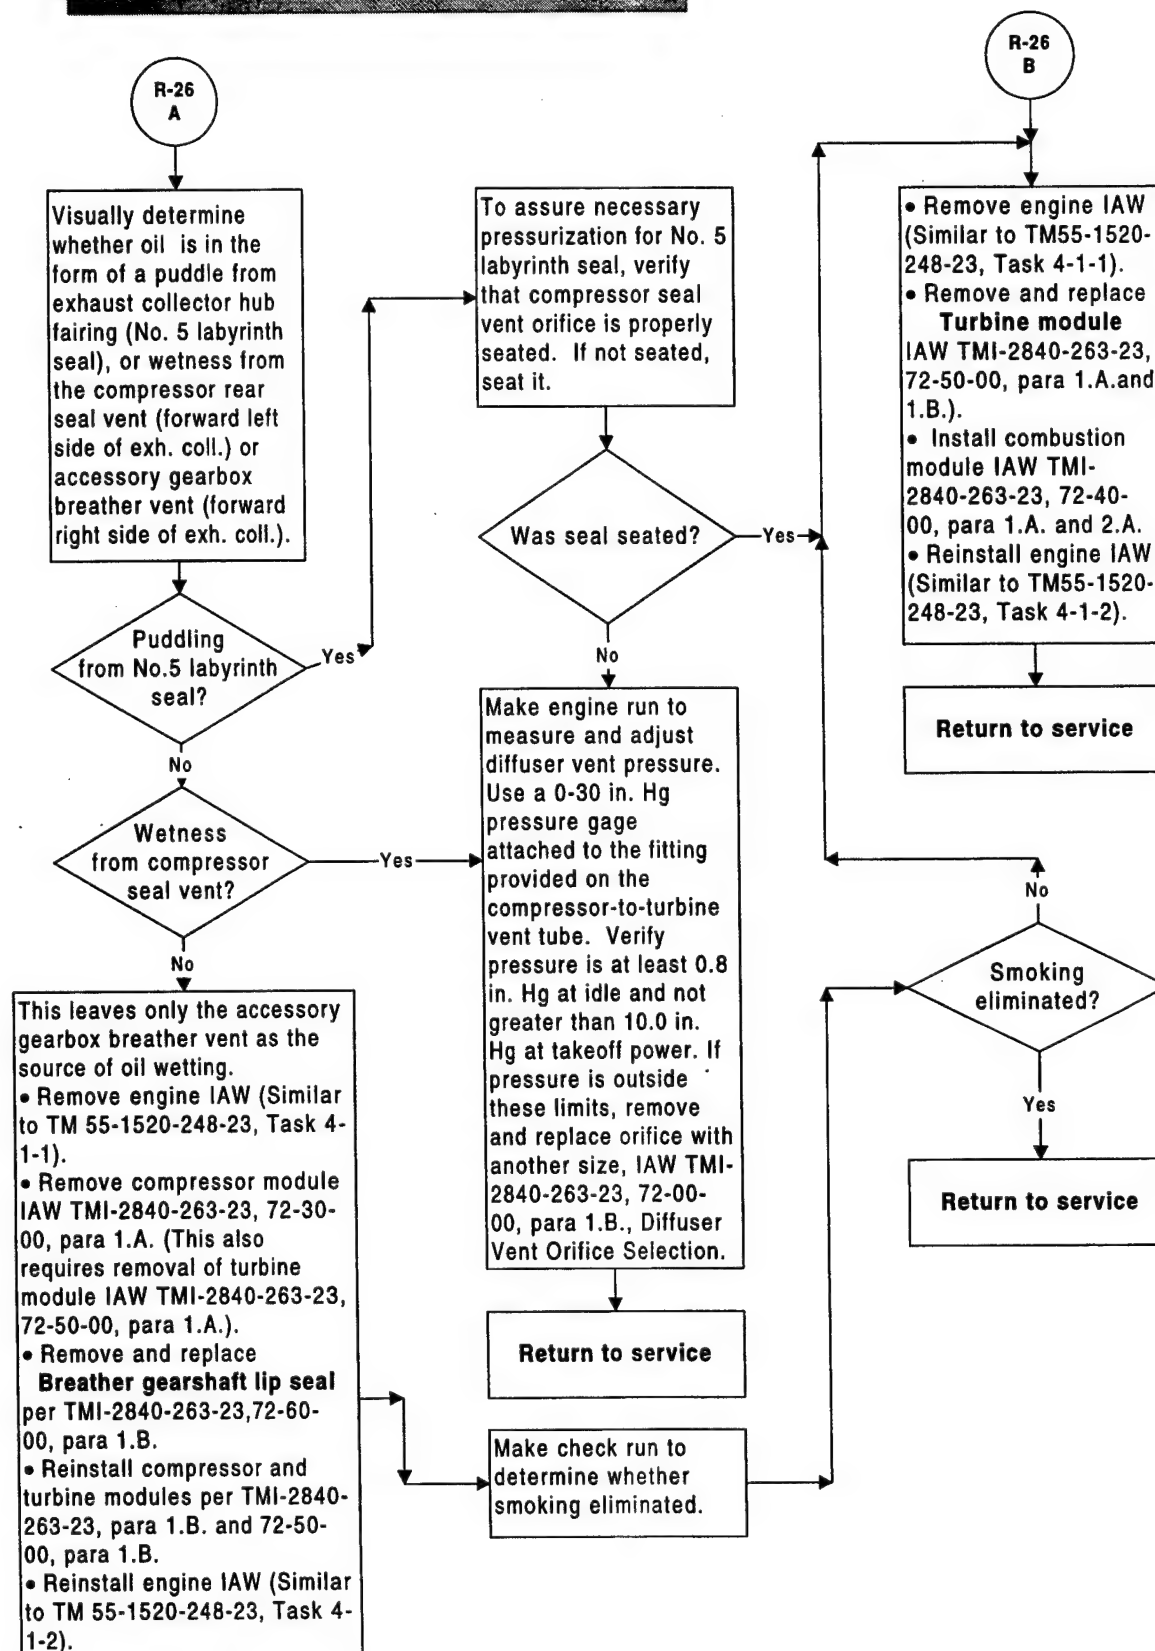 R-26
A
Visually determine
whether oil is in the
form of a puddle from
exhaust collector hub
fairing (No. 5 labyrinth
seal), or wetness from
the compressor rear
seal vent (forward left
side of exh. coll.) or
accessory gearbox
breather vent (forward
right side of exh. coll.).
Puddling
from No.5 labyrinth
seal?
Yes
No
Wetness
from compressor
seal vent?
Yes
No
This leaves only the accessory
gearbox breather vent as the
source of oil wetting.
• Remove engine IAW (Similar
to TM 55-1520-248-23, Task 4-
1-1).
• Remove compressor module
IAW TMI-2840-263-23, 72-30-
00, para 1.A. (This also
requires removal of turbine
module IAW TMI-2840-263-23,
72-50-00, para 1.A.).
• Remove and replace
Breather gearshaft lip seal
per TMI-2840-263-23,72-60-
00, para 1.B.
• Reinstall compressor and
turbine modules per TMI-2840-
263-23, para 1.B. and 72-50-
00, para 1.B.
• Reinstall engine IAW (Similar
to TM 55-1520-248-23, Task 4-
1-2).
To assure necessary
pressurization for No. 5
labyrinth seal, verify
that compressor seal
vent orifice is properly
seated. If not seated,
seat it.
Was seal seated?
Yes
No
Make engine run to
measure and adjust
diffuser vent pressure.
Use a 0-30 in. Hg
pressure gage
attached to the fitting
provided on the
compressor-to-turbine
vent tube. Verify
pressure is at least 0.8
in. Hg at idle and not
greater than 10.0 in.
Hg at takeoff power. If
pressure is outside
these limits, remove
and replace orifice with
another size, IAW TMI-
2840-263-23, 72-00-
00, para 1.B., Diffuser
Vent Orifice Selection.
Return to service
Make check run to
determine whether
smoking eliminated.
R-26
B
• Remove engine IAW
(Similar to TM55-1520-
248-23, Task 4-1-1).
• Remove and replace
Turbine module
IAW TMI-2840-263-23,
72-50-00, para 1.A.and
1.B.).
• Install combustion
module IAW TMI-
2840-263-23, 72-40-
00, para 1.A. and 2.A.
• Reinstall engine IAW
(Similar to TM55-1520-
248-23, Task 4-1-2).
Return to service
No
Smoking
eliminated?
Yes
Return to service